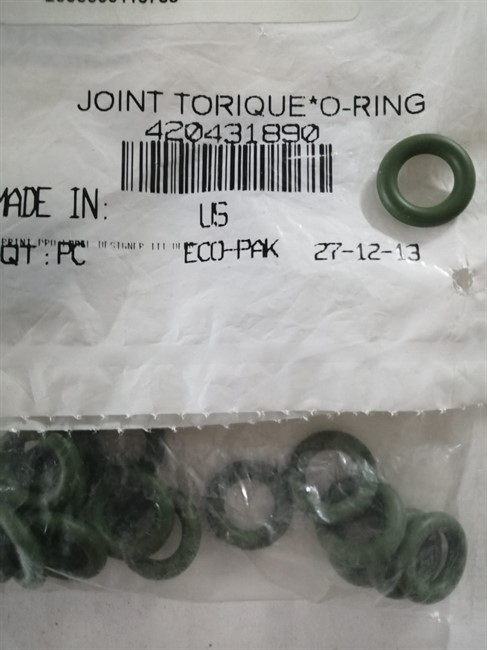 JOINT TORIQUE*O-RING
420431890
MADE IN: US
QT : PC ECO-PAK 27-12-13